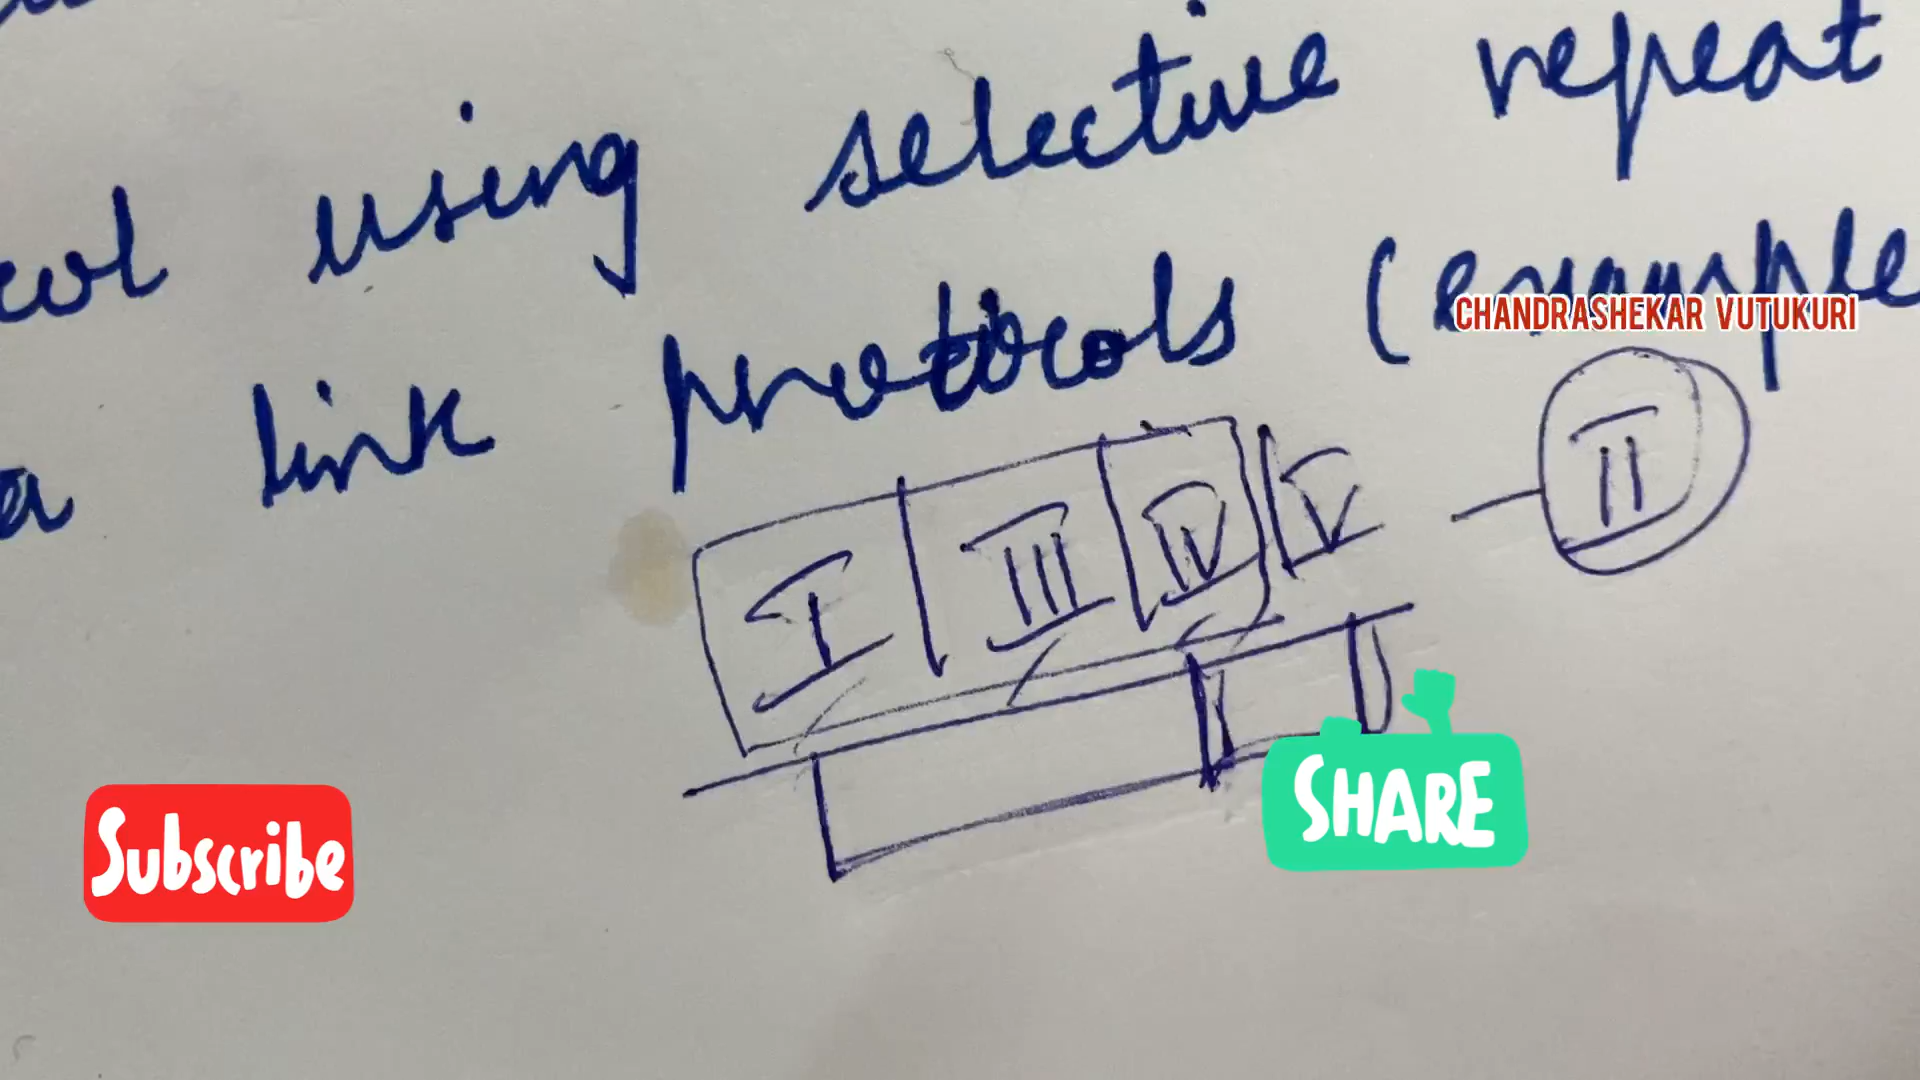 col using selective repeat
a link protocols (example
CHANDRASHEKAR VUTUKURI
I III IV V II
Subscribe
SHARE